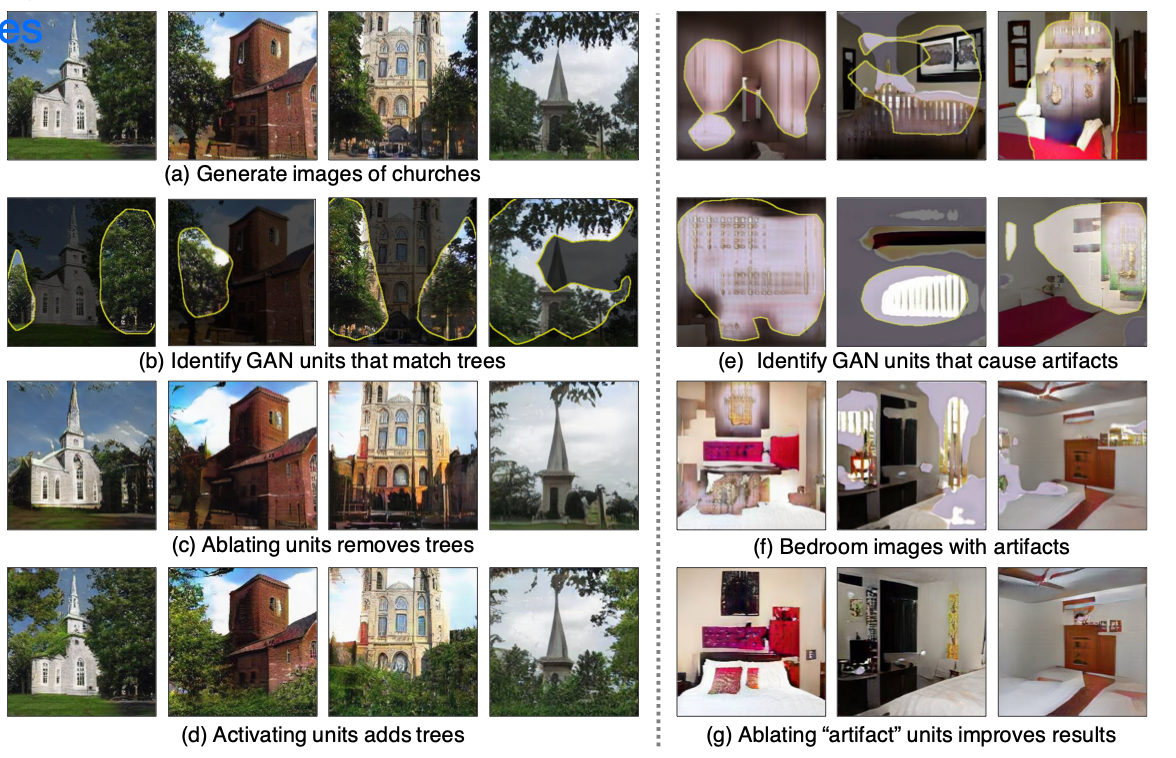 es
(a) Generate images of churches
(b) Identify GAN units that match trees
(c) Ablating units removes trees
(d) Activating units adds trees
(e) Identify GAN units that cause artifacts
(f) Bedroom images with artifacts
(g) Ablating “artifact” units improves results